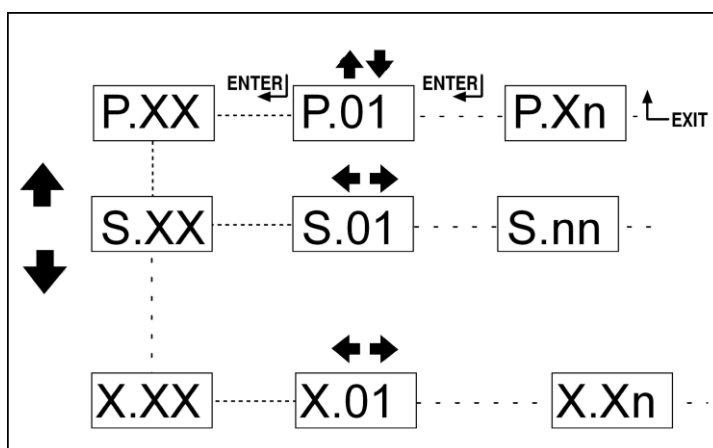 P.XX ENTER P.01 ENTER P.Xn EXIT
S.XX S.01 S.nn
X.XX X.01 X.Xn